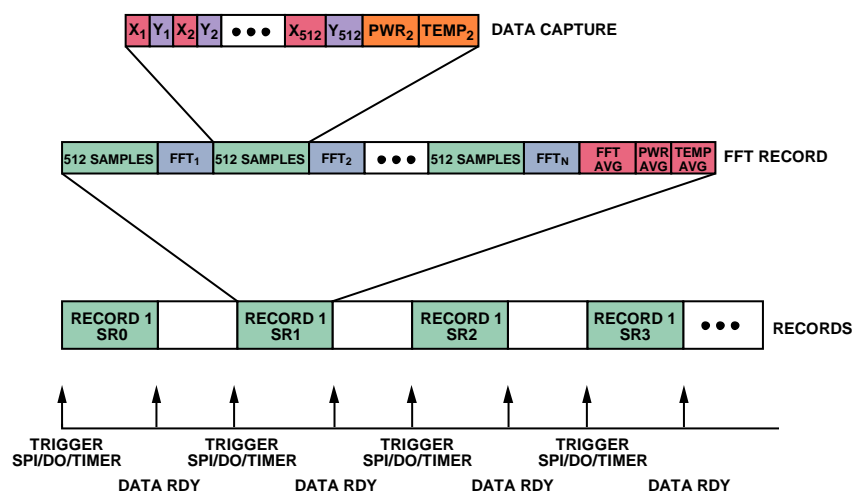 X1 Y1 X2 Y2 ••• X512 Y512 PWR2 TEMP2 DATA CAPTURE
512 SAMPLES FFT1 512 SAMPLES FFT2 ••• 512 SAMPLES FFTN FFT AVG PWR AVG TEMP AVG FFT RECORD
RECORD 1 RECORD 1 RECORD 1 RECORD 1
SR0 SR1 SR2 SR3 ••• RECORDS
TRIGGER TRIGGER TRIGGER TRIGGER
SPI/DO/TIMER SPI/DO/TIMER SPI/DO/TIMER SPI/DO/TIMER
DATA RDY DATA RDY DATA RDY DATA RDY